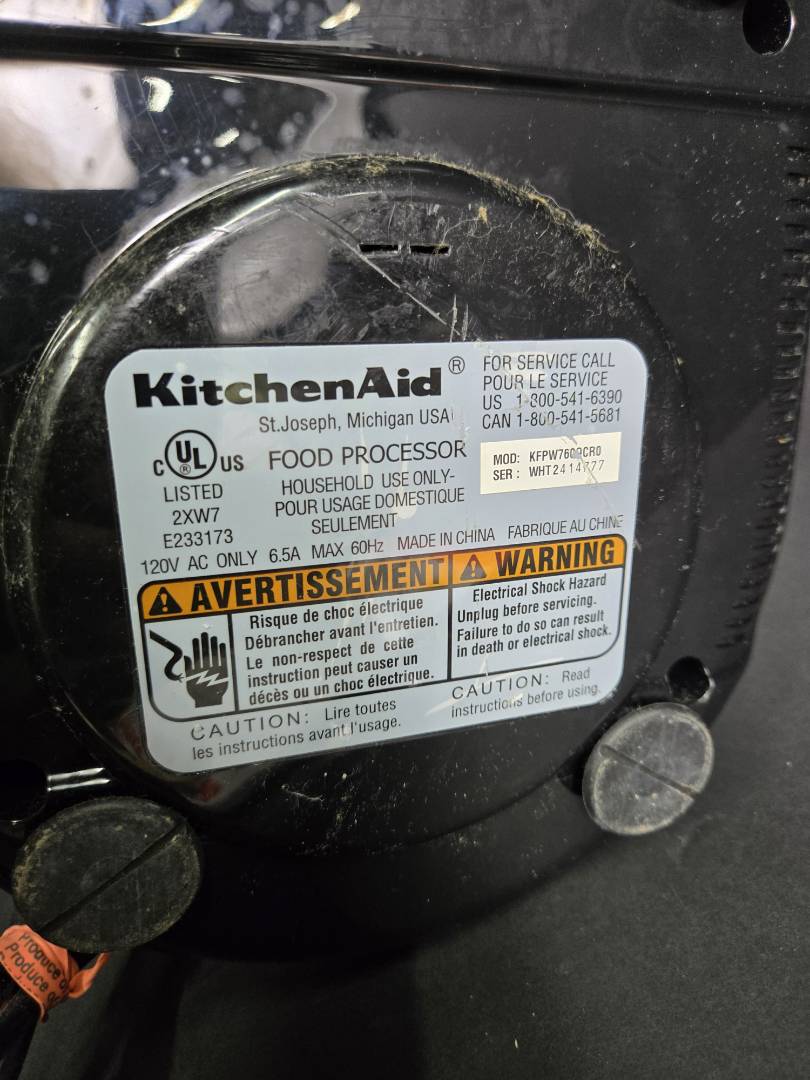 KitchenAid®
St.Joseph, Michigan USA
FOR SERVICE CALL
POUR LE SERVICE
US 1-800-541-6390
CAN 1-800-541-5681
C UL US
LISTED
2XW7
E233173
FOOD PROCESSOR
HOUSEHOLD USE ONLY-
POUR USAGE DOMESTIQUE
SEULEMENT
MOD:
SER : WHT2414777
120V AC ONLY 6.5A MAX 60Hz MADE IN CHINA FABRIQUE AU CHINE
AVERTISSEMENT
Risque de choc électrique
Débrancher avant l'entretien.
Le non-respect de cette
instruction peut causer un
décès ou un choc électrique.
WARNING
Electrical Shock Hazard
Unplug before servicing.
Failure to do so can result
in death or electrical shock.
CAUTION: Lire toutes
les instructions avant l'usage.
CAUTION: Read
instructions before using.
Produce
Produce